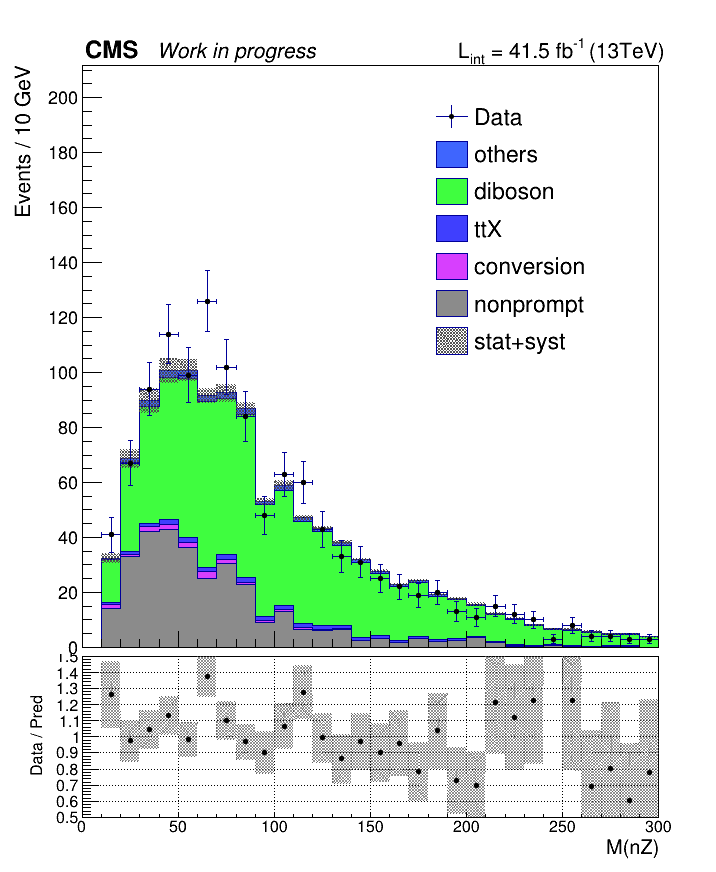 CMS Work in progress L_int = 41.5 fb⁻¹ (13TeV)
Events / 10 GeV
200
180
160
140
120
100
80
60
40
20
0
Data
others
diboson
ttX
conversion
nonprompt
stat+syst
Data / Pred
1.5
1.4
1.3
1.2
1.1
1
0.9
0.8
0.7
0.6
0.5
0 50 100 150 200 250 300
M(nZ)